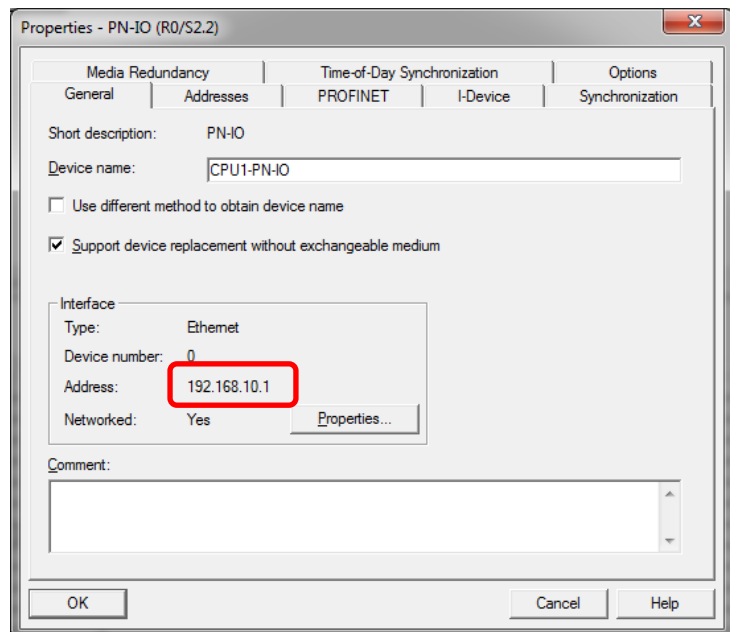 Properties - PN-IO (R0/S2.2)
x
Media Redundancy Time-of-Day Synchronization Options
General Addresses PROFINET I-Device Synchronization
Short description: PN-IO
Device name: CPU1-PN-IO
Use different method to obtain device name
Support device replacement without exchangeable medium
Interface
Type: Ethernet
Device number: 0
Address: 192.168.10.1
Networked: Yes Properties...
Comment:
OK Cancel Help